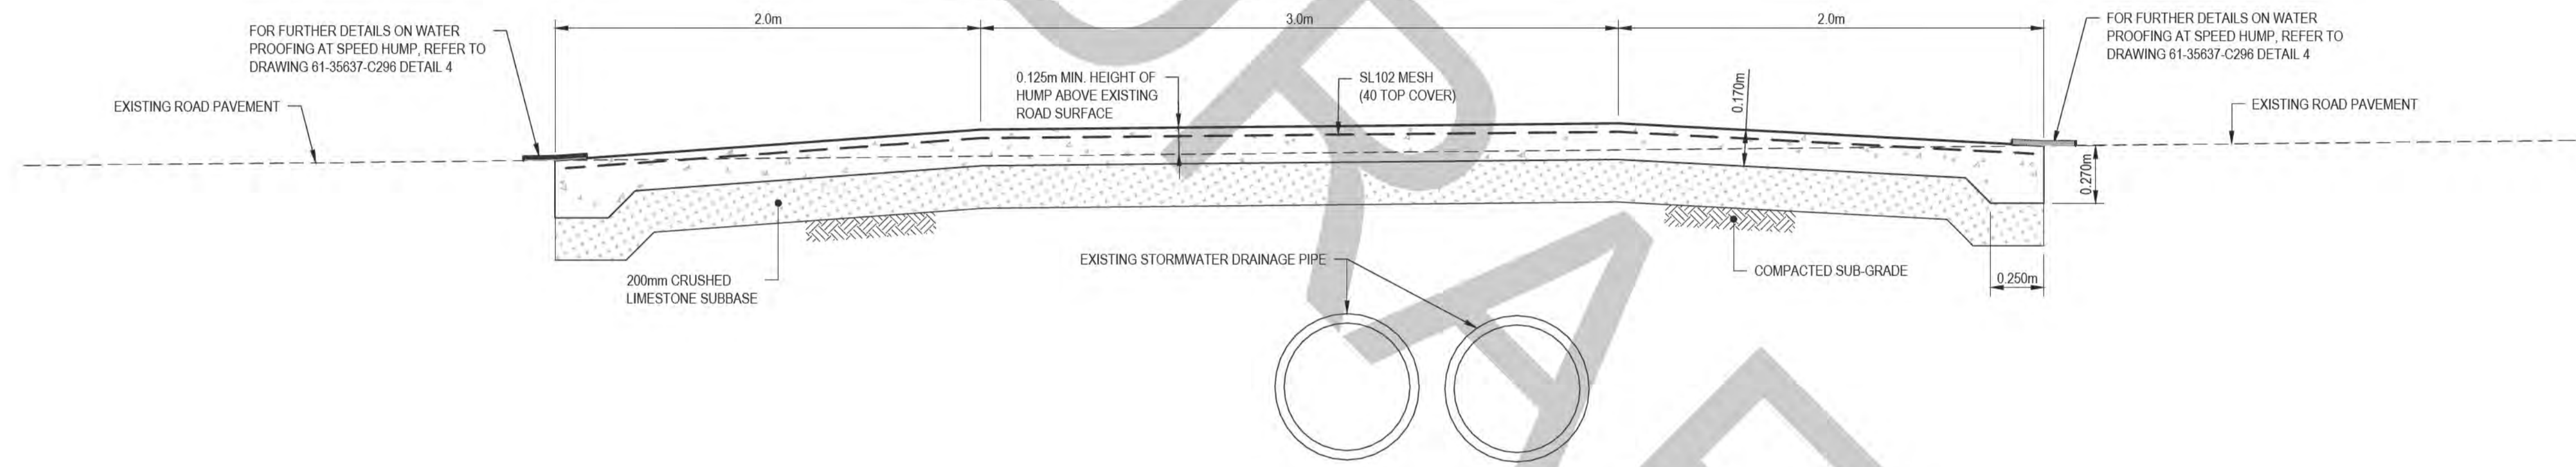 2.0m
3.0m
2.0m
FOR FURTHER DETAILS ON WATER
PROOFING AT SPEED HUMP, REFER TO
DRAWING 61-35637-C296 DETAIL 4
FOR FURTHER DETAILS ON WATER
PROOFING AT SPEED HUMP, REFER TO
DRAWING 61-35637-C296 DETAIL 4
0.125m MIN. HEIGHT OF
HUMP ABOVE EXISTING
ROAD SURFACE
SL102 MESH
(40 TOP COVER)
0.170m
EXISTING ROAD PAVEMENT
EXISTING ROAD PAVEMENT
0.270m
EXISTING STORMWATER DRAINAGE PIPE
COMPACTED SUB-GRADE
0.250m
200mm CRUSHED
LIMESTONE SUBBASE